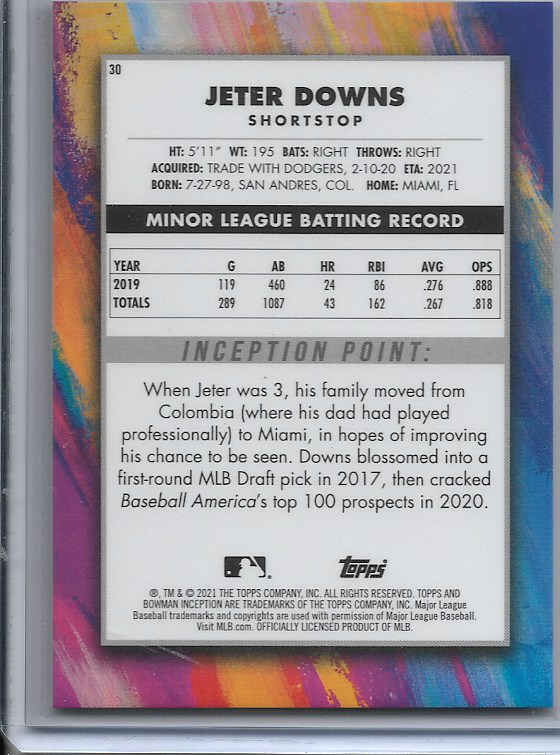 30
JETER DOWNS
SHORTSTOP
HT: 5'11" WT: 195 BATS: RIGHT THROWS: RIGHT
ACQUIRED: TRADE WITH DODGERS, 2-10-20 ETA: 2021
BORN: 7-27-98, SAN ANDRES, COL. HOME: MIAMI, FL
MINOR LEAGUE BATTING RECORD
YEAR G AB HR RBI AVG OPS
2019 119 460 24 86 .276 .888
TOTALS 289 1087 43 162 .267 .818
INCEPTION POINT:
When Jeter was 3, his family moved from
Colombia (where his dad had played
professionally) to Miami, in hopes of improving
his chance to be seen. Downs blossomed into a
first-round MLB Draft pick in 2017, then cracked
Baseball America's top 100 prospects in 2020.
topps
®, TM & © 2021 THE TOPPS COMPANY, INC. ALL RIGHTS RESERVED. TOPPS AND
BOWMAN INCEPTION ARE TRADEMARKS OF THE TOPPS COMPANY, INC. Major League
Baseball trademarks and copyrights are used with permission of Major League Baseball.
Visit MLB.com. OFFICIALLY LICENSED PRODUCT OF MLB.